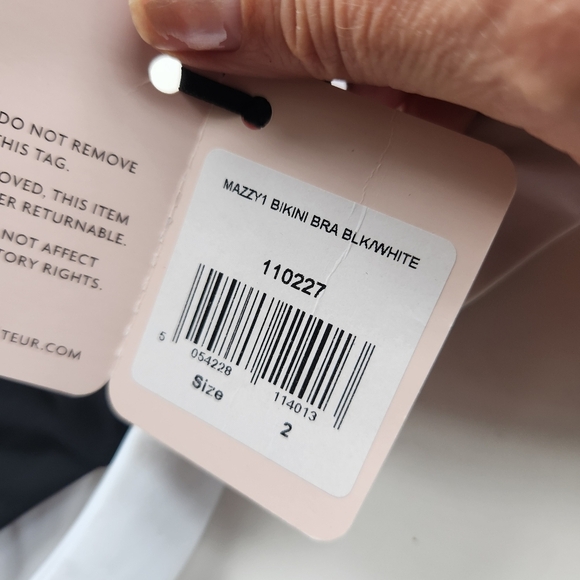 DO NOT REMOVE
THIS TAG.
OVED, THIS ITEM
ER RETURNABLE.
NOT AFFECT
TORY RIGHTS.
TEUR.COM
MAZZY1 BIKINI BRA BLK/WHITE
110227
5 054228 114013
Size 2